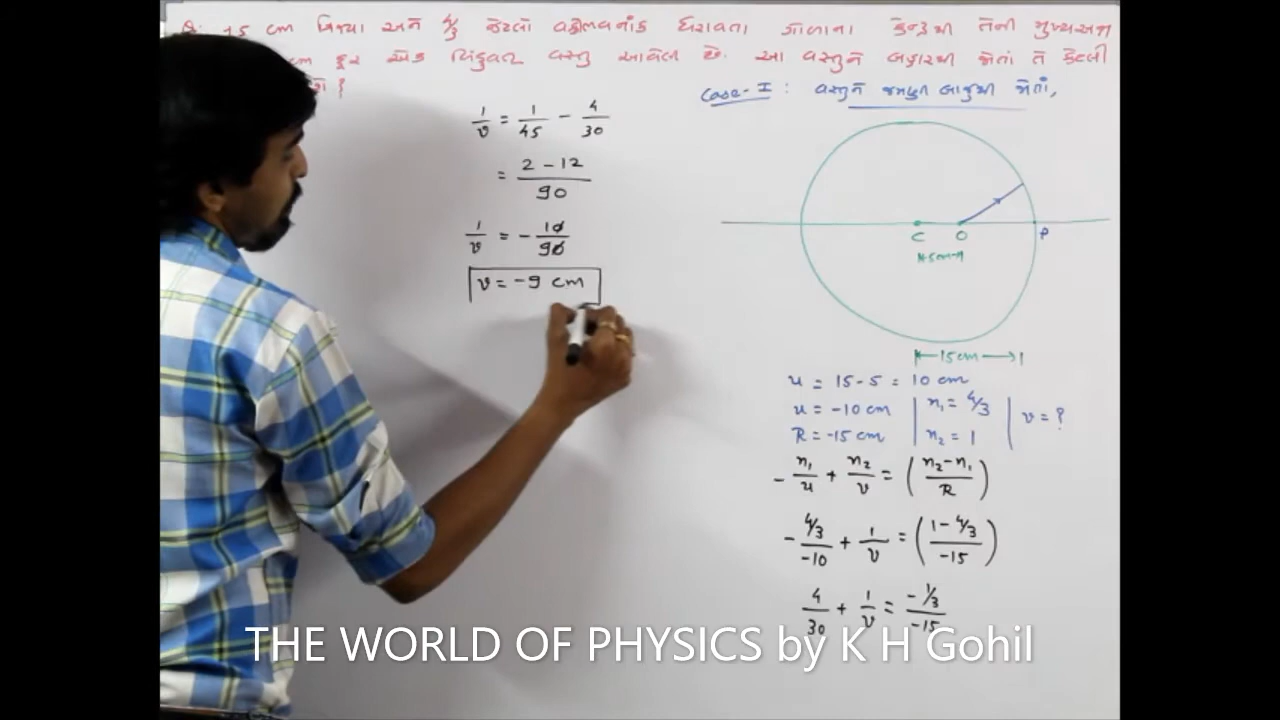 15 cm ત્રિજ્યા અને 4/3 જેટલો વક્રીભવનાંક ધરાવતા ગોળાના કેન્દ્રથી તેની મુખ્યઅક્ષ
cm દૂર એક બિંદુવત્ વસ્તુ આવેલ છે. આ વસ્તુને બહારથી જોતાં તે કેટલી
?
Case-I : વસ્તુને જમણી બાજુથી જોતાં,
1/v = 1/45 - 4/30
= (2 - 12)/90
1/v = - 10/90
v = -9 cm
C O P
5cm
15cm
u = 15 - 5 = 10 cm
u = -10 cm | n₁ = 4/3 | v = ?
R = -15 cm | n₂ = 1
- n₁/u + n₂/v = ((n₂ - n₁)/R)
- (4/3)/-10 + 1/v = ((1 - 4/3)/-15)
4/30 + 1/v = (-1/3)/-15
THE WORLD OF PHYSICS by K H Gohil